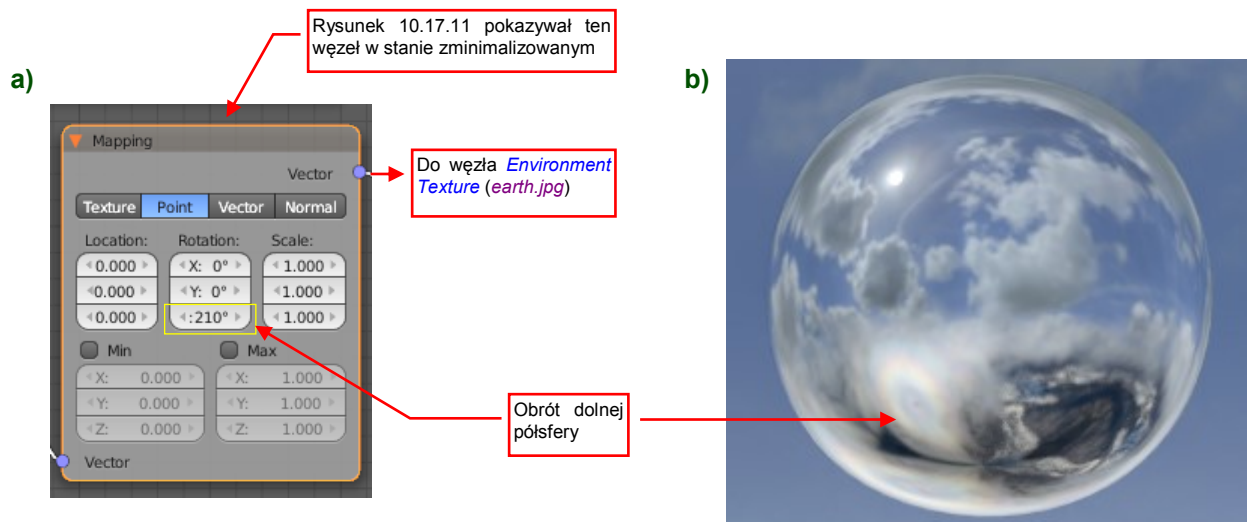 Rysunek 10.17.11 pokazywał ten
węzeł w stanie zminimalizowanym
a)
b)
Mapping
Vector
Do węzła Environment
Texture (earth.jpg)
Texture Point Vector Normal
Location: Rotation: Scale:
0.000 X: 0° 1.000
0.000 Y: 0° 1.000
0.000 :210° 1.000
Min Max
X: 0.000 X: 1.000
Y: 0.000 Y: 1.000
Z: 0.000 Z: 1.000
Obrót dolnej
półsfery
Vector